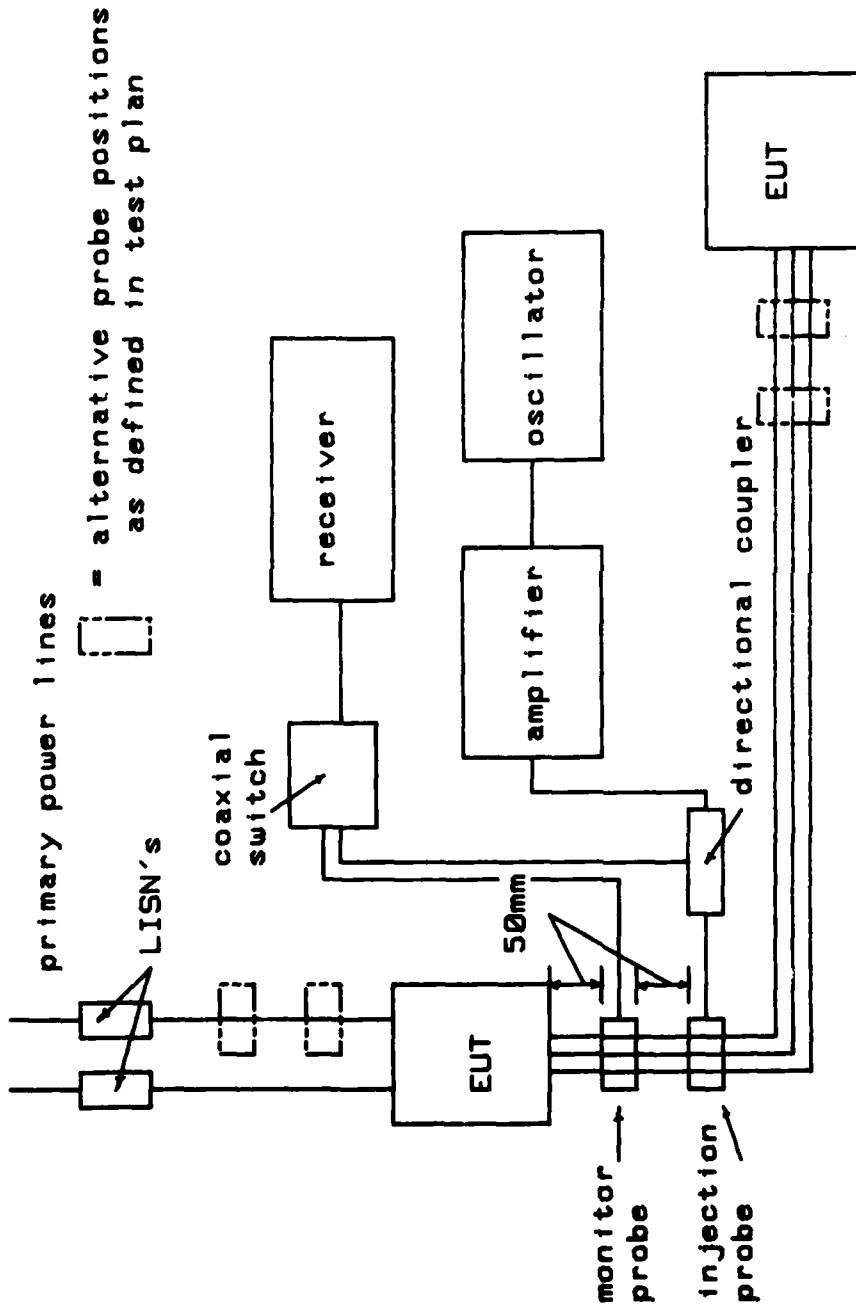 primary power lines
= alternative probe positions
as defined in test plan
LISN's
coaxial
switch
receiver
EUT
50mm
amplifier
oscillator
monitor
probe
injection
probe
directional coupler
EUT